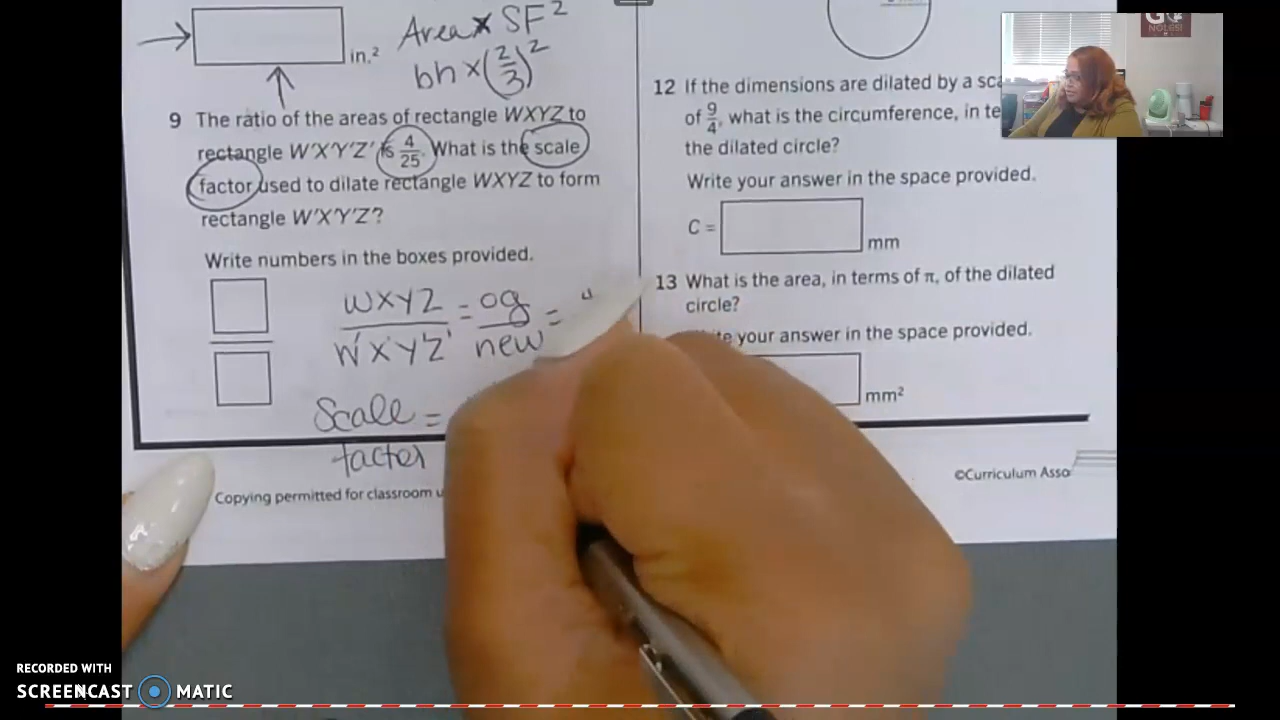 in.²
Area x SF²
bh x (2/3)²
9 The ratio of the areas of rectangle WXYZ to
rectangle W'X'Y'Z' is 4/25. What is the scale
factor used to dilate rectangle WXYZ to form
rectangle W'X'Y'Z'?
Write numbers in the boxes provided.
WXYZ/W'X'Y'Z' = og/new = 4
Scale =
factor
Copying permitted for classroom u
12 If the dimensions are dilated by a sca
of 9/4, what is the circumference, in te
the dilated circle?
Write your answer in the space provided.
C =
mm
13 What is the area, in terms of π, of the dilated
circle?
your answer in the space provided.
mm²
©Curriculum Asso
NOLES!
RECORDED WITH
SCREENCAST MATIC